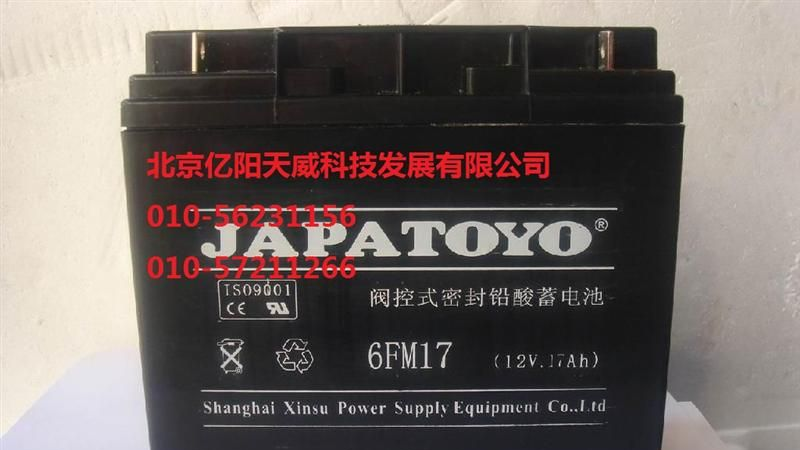 北京亿阳天威科技发展有限公司
010-56231156
JAPATOYO®
010-57211266
ISO9001
CE
阀控式密封铅酸蓄电池
6FM17 (12V.17Ah)
Shanghai Xinsu Power Supply Equipment Co.,Ltd